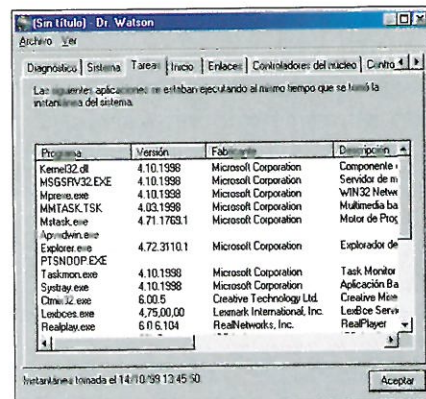 (Sin título) - Dr. Watson
Archivo Ver
Diagnóstico Sistema Tareas Inicio Enlaces Controladores del núcleo Contro
Las siguientes aplicaciones se estaban ejecutando al mismo tiempo que se tomó la
instantánea del sistema.
Programa Versión Fabricante Descripción
Kernel32.dll 4.10.1998 Microsoft Corporation Componente
MSGSRV32.EXE 4.10.1998 Microsoft Corporation Servidor de m
Mprexe.exe 4.10.1998 Microsoft Corporation WIN32 Netw
MMTASK.TSK 4.03.1998 Microsoft Corporation Multimedia ba
Mstask.exe 4.71.1769.1 Microsoft Corporation Motor de Prog
Explorer.exe 4.72.3110.1 Microsoft Corporation Explorador de
PTSNOOP.EXE
Taskmon.exe 4.10.1998 Microsoft Corporation Task Monitor
Systray.exe 4.10.1998 Microsoft Corporation Aplicación Ba
Ctmix32.exe 6.00.5 Creative Technology Ltd. Creative Mixe
Lexbces.exe 4,75,00,00 Lexmark International, Inc. LexBce Serv
Realplay.exe 6.0.6.104 RealNetworks, Inc. RealPlayer
Instantánea tomada el 14/10/99 13:45:50
Aceptar